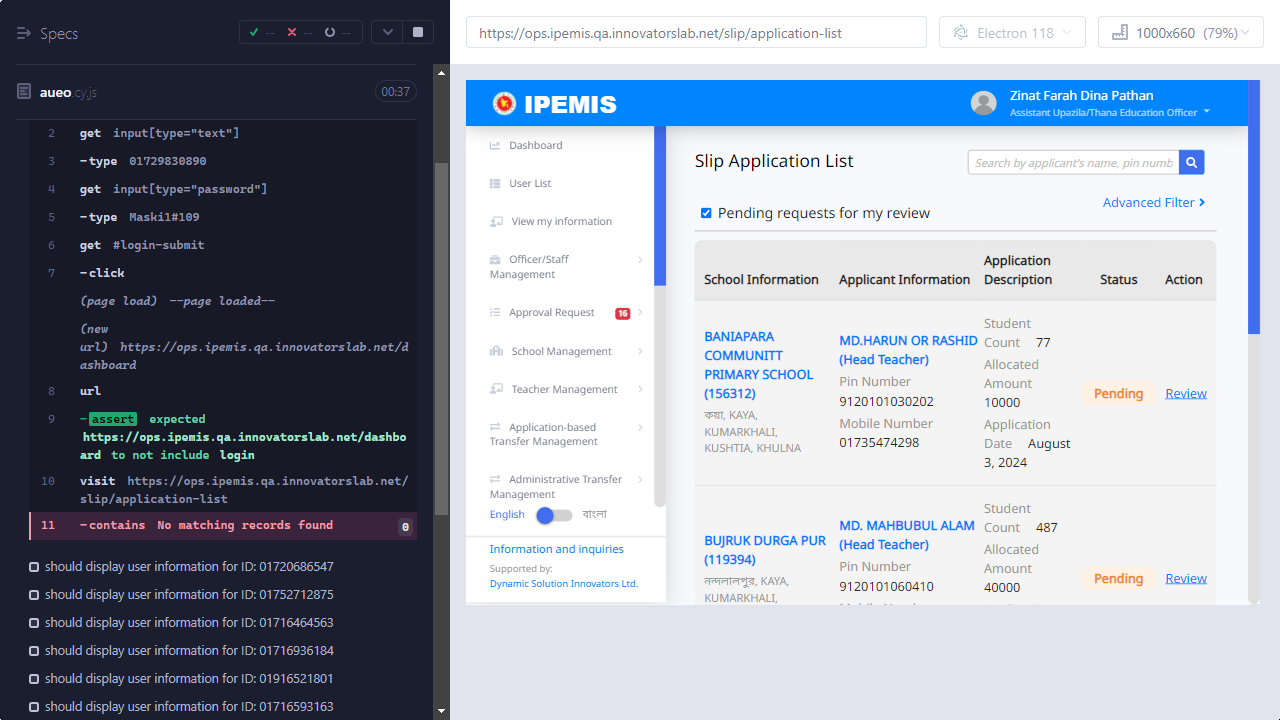 Specs
-- -- --
aueo.cy.js
00:37
2 get input[type="text"]
3 -type 01729830890
4 get input[type="password"]
5 -type Maski1#109
6 get #login-submit
7 -click
(page load) --page loaded--
(new
url) https://ops.ipemis.qa.innovatorslab.net/d
ashboard
8 url
9 -assert expected
https://ops.ipemis.qa.innovatorslab.net/dashbo
ard to not include login
10 visit https://ops.ipemis.qa.innovatorslab.net/
slip/application-list
11 -contains No matching records found 0
should display user information for ID: 01720686547
should display user information for ID: 01752712875
should display user information for ID: 01716464563
should display user information for ID: 01716936184
should display user information for ID: 01916521801
should display user information for ID: 01716593163
https://ops.ipemis.qa.innovatorslab.net/slip/application-list
Electron 118
1000x660 (79%)
IPEMIS
Zinat Farah Dina Pathan
Assistant Upazila/Thana Education Officer
Dashboard
User List
View my information
Officer/Staff
Management
Approval Request 16
School Management
Teacher Management
Application-based
Transfer Management
Administrative Transfer
Management
English বাংলা
Information and inquiries
Supported by:
Dynamic Solution Innovators Ltd.
Slip Application List
Search by applicant's name, pin numb
Advanced Filter
Pending requests for my review
School Information
Applicant Information
Application
Description
Status
Action
BANIAPARA
COMMUNITT
PRIMARY SCHOOL
(156312)
কয়া, KAYA,
KUMARKHALI,
KUSHTIA, KHULNA
MD.HARUN OR RASHID
(Head Teacher)
Pin Number
9120101030202
Mobile Number
01735474298
Student
Count 77
Allocated
Amount
10000
Application
Date August
3, 2024
Pending
Review
BUJRUK DURGA PUR
(119394)
নন্দলালপুর, KAYA,
KUMARKHALI,
MD. MAHBUBUL ALAM
(Head Teacher)
Pin Number
9120101060410
Student
Count 487
Allocated
Amount
40000
Pending
Review